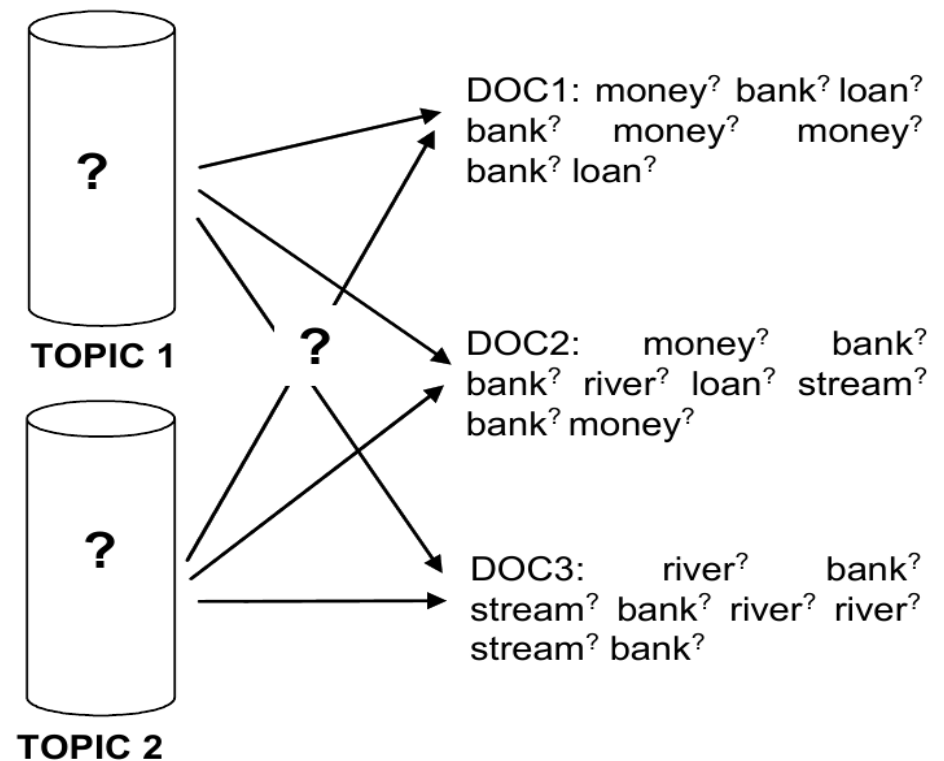 ?
TOPIC 1
?
TOPIC 2
?
DOC1: money? bank? loan?
bank? money? money?
bank? loan?
DOC2: money? bank?
bank? river? loan? stream?
bank? money?
DOC3: river? bank?
stream? bank? river? river?
stream? bank?